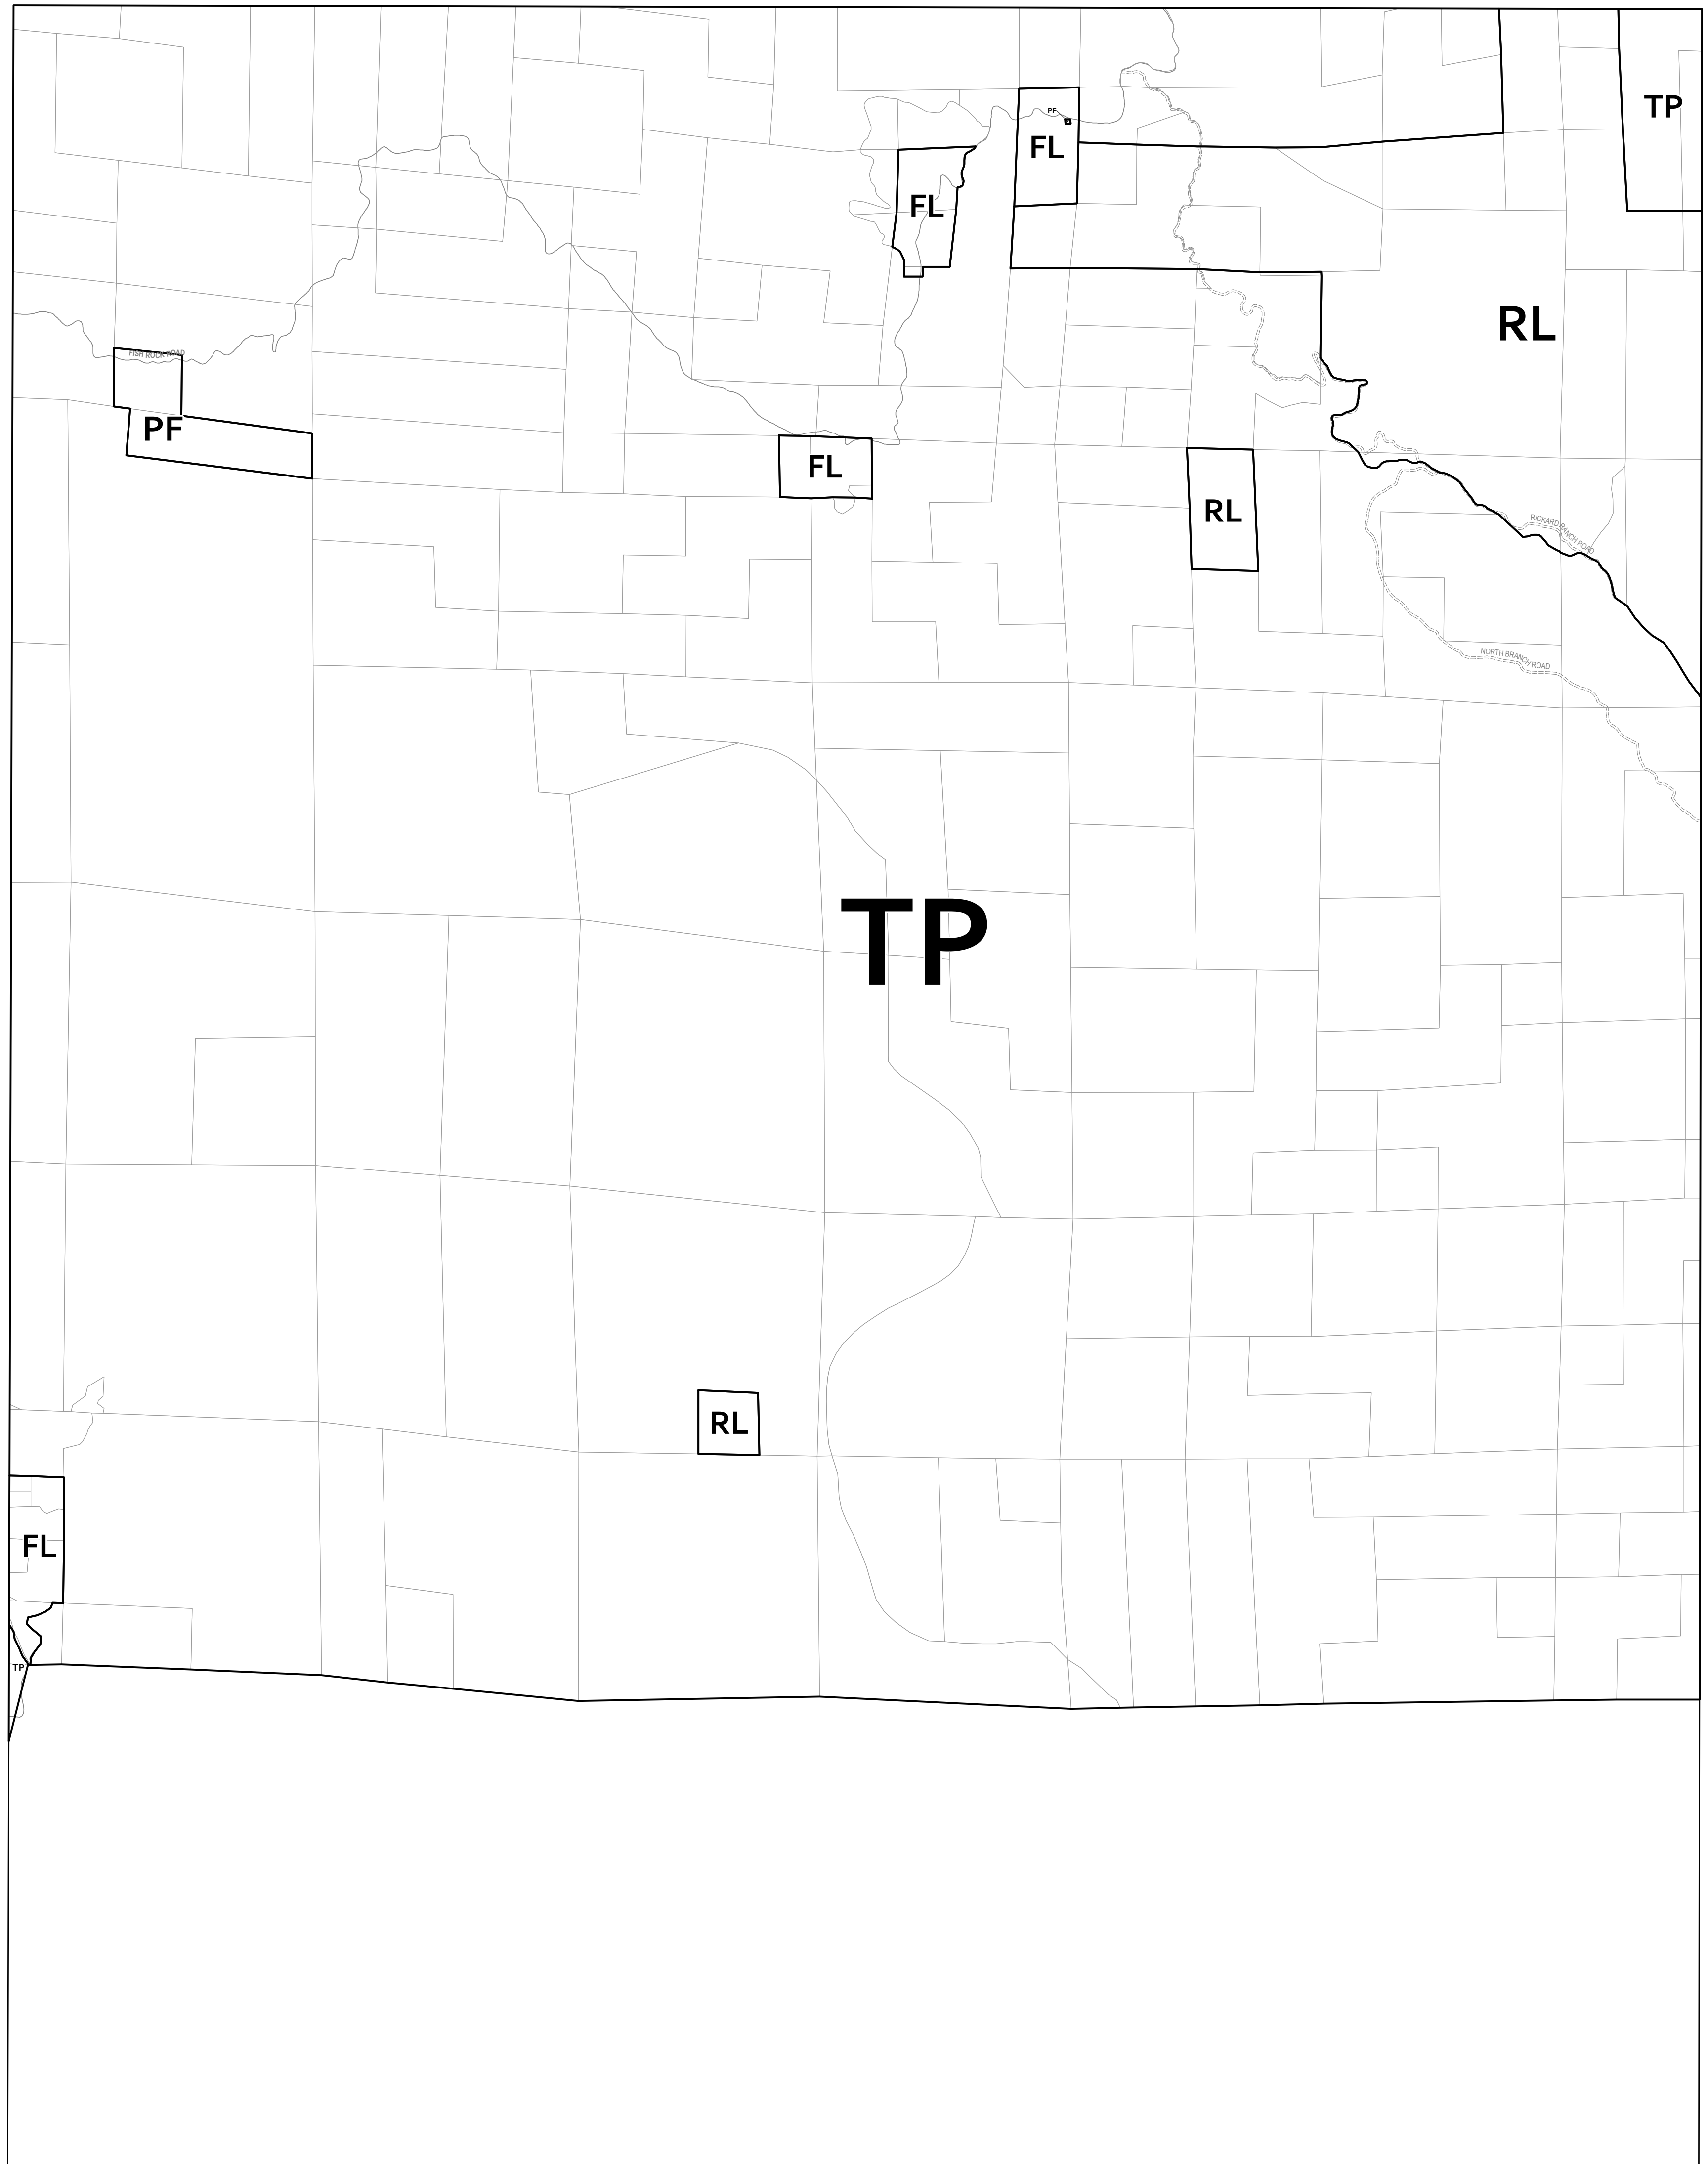 TP
PF
FL
FL
RL
FISH ROCK ROAD
PF
FL
RL
RICKARD RANCH ROAD
NORTH BRANCH ROAD
TP
RL
FL
TP